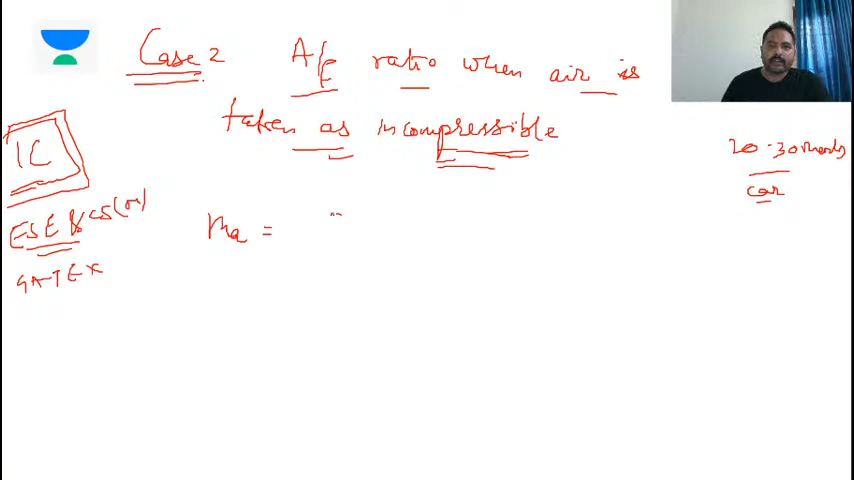 Case 2 A/F ratio when air is
taken as incompressible
IC
20-30 marks
car
ESE & CS(M)
GATE X
ma =